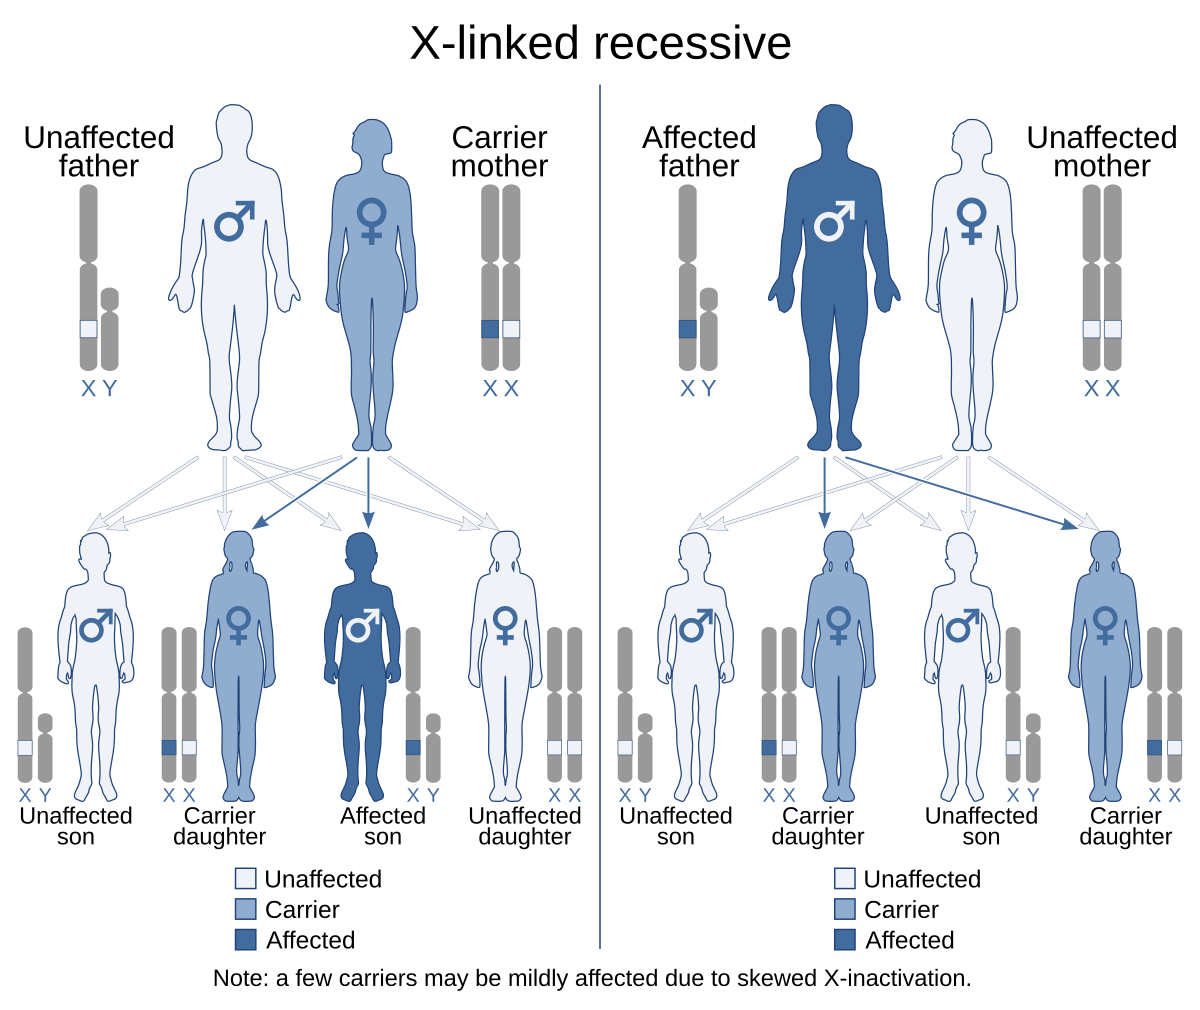 X-linked recessive
Unaffected
father
Carrier
mother
Affected
father
Unaffected
mother
X Y
X X
X Y
X X
X Y
X X
X Y
X X
X Y
X X
X Y
X X
Unaffected
son
Carrier
daughter
Affected
son
Unaffected
daughter
Unaffected
son
Carrier
daughter
Unaffected
son
Carrier
daughter
Unaffected
Carrier
Affected
Unaffected
Carrier
Affected
Note: a few carriers may be mildly affected due to skewed X-inactivation.